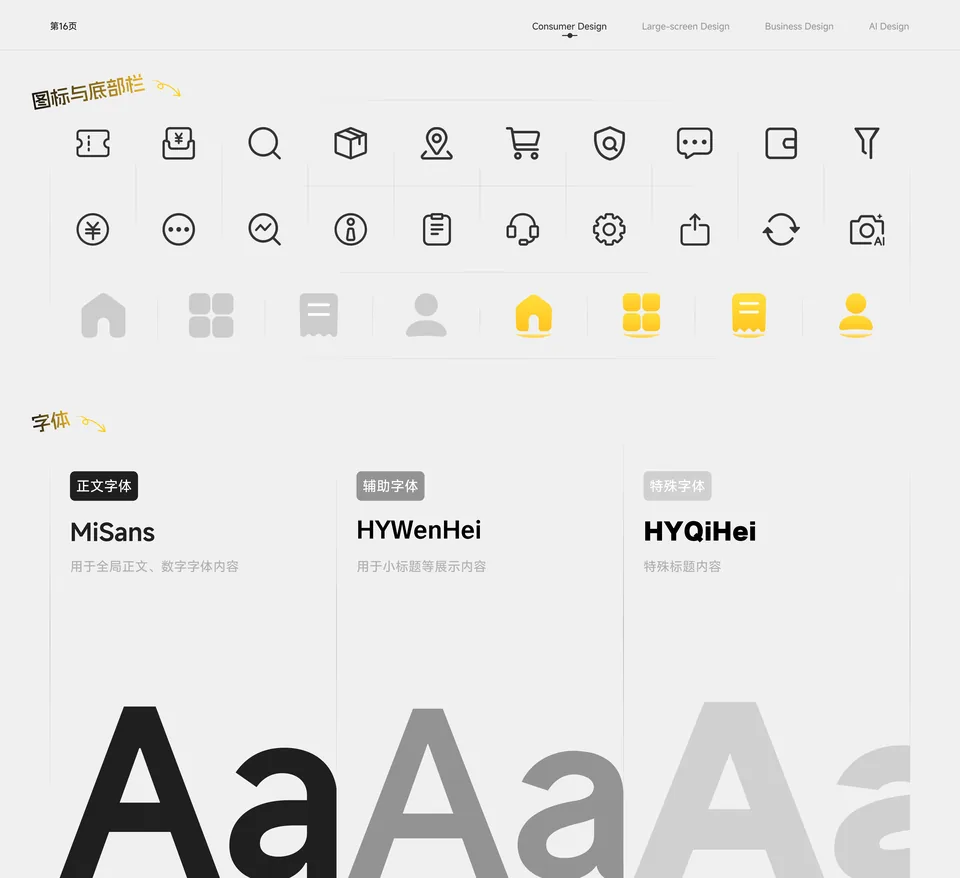 第16页
Consumer Design
Large-screen Design
Business Design
AI Design
图标与底部栏
¥
¥
AI
字体
正文字体
辅助字体
特殊字体
MiSans
HYWenHei
HYQiHei
用于全局正文、数字字体内容
用于小标题等展示内容
特殊标题内容
Aa
Aa
Aa